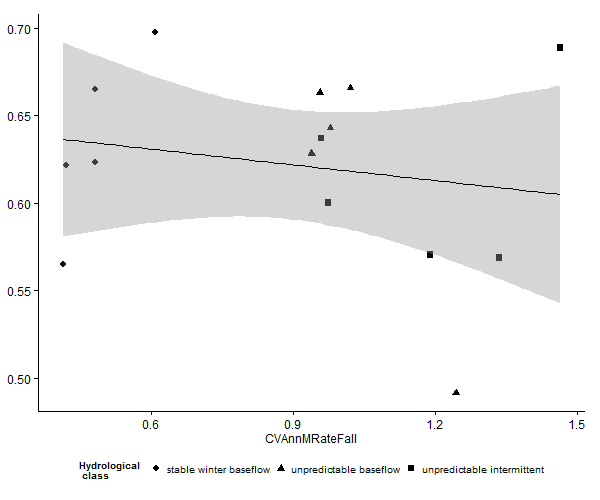 0.70
0.65
0.60
0.55
0.50
0.6 0.9 1.2 1.5
CVAnnMRateFall
Hydrological
class
stable winter baseflow unpredictable baseflow unpredictable intermittent